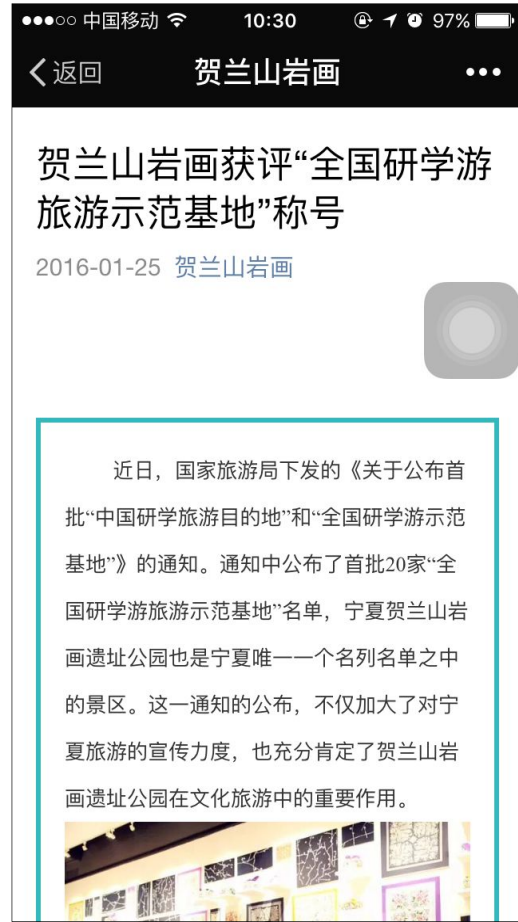 中国移动 10:30 97%
返回 贺兰山岩画
贺兰山岩画获评“全国研学游
旅游示范基地”称号
2016-01-25 贺兰山岩画
近日，国家旅游局下发的《关于公布首
批“中国研学旅游目的地”和“全国研学游示范
基地”》的通知。通知中公布了首批20家“全
国研学游旅游示范基地”名单，宁夏贺兰山岩
画遗址公园也是宁夏唯一一个名列名单之中
的景区。这一通知的公布，不仅加大了对宁
夏旅游的宣传力度，也充分肯定了贺兰山岩
画遗址公园在文化旅游中的重要作用。